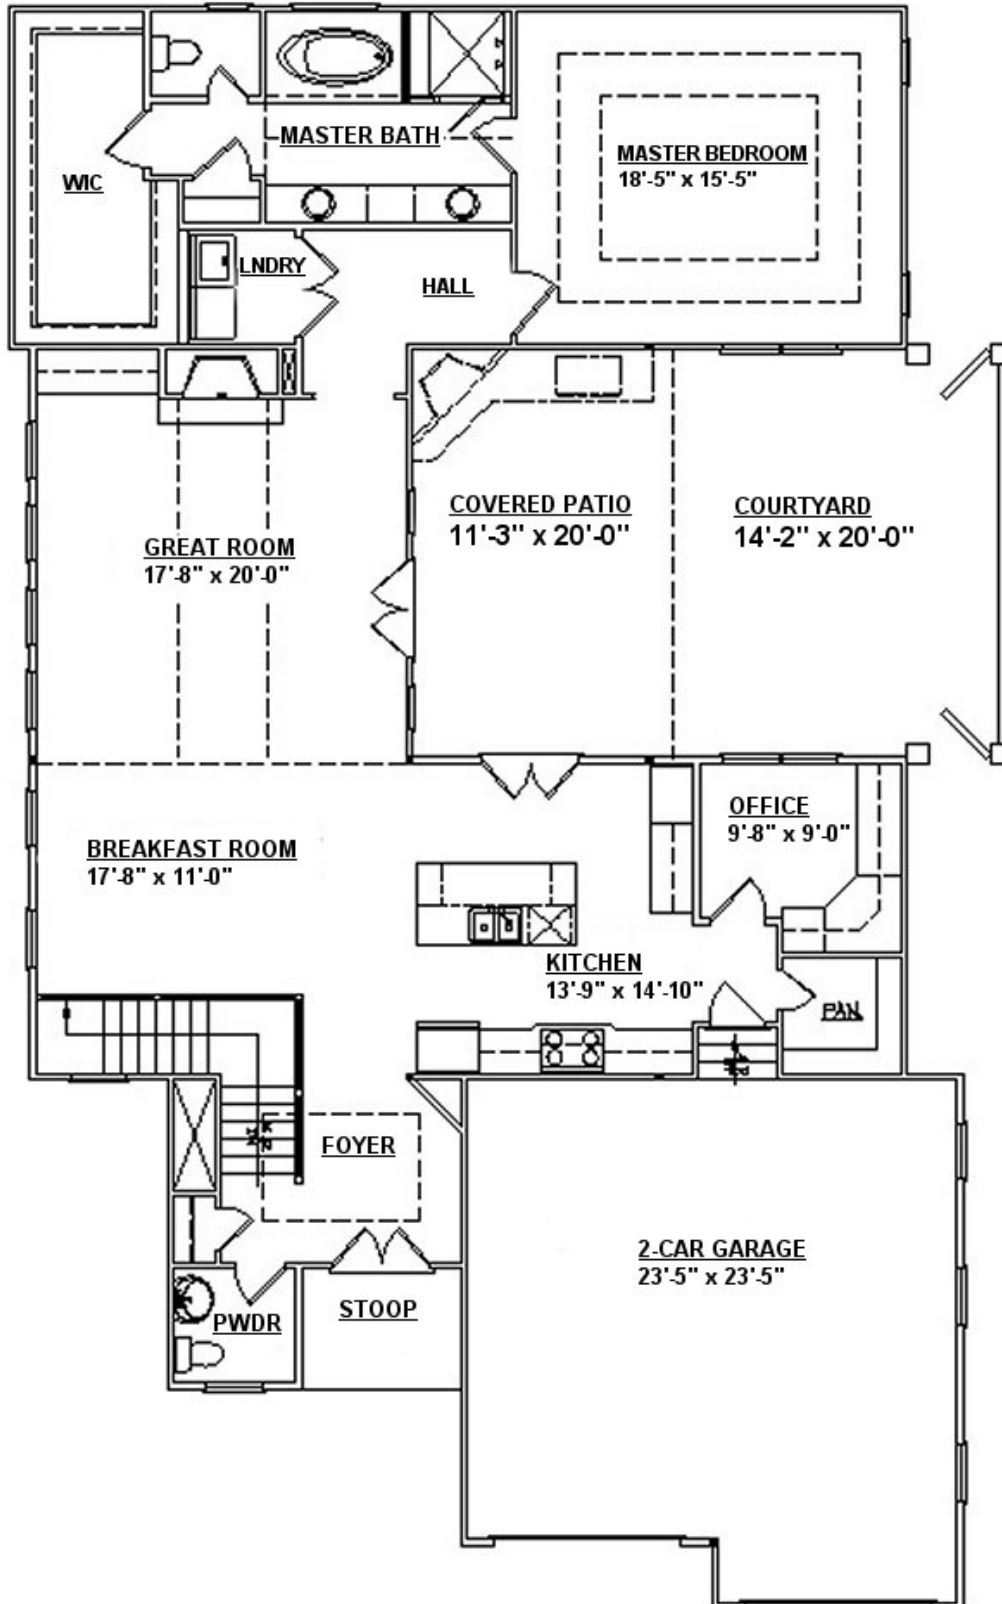 MASTER BATH
MASTER BEDROOM
18'-5" x 15'-5"
WIC
LNDRY
HALL
COVERED PATIO
11'-3" x 20'-0"
COURTYARD
14'-2" x 20'-0"
GREAT ROOM
17'-8" x 20'-0"
OFFICE
9'-8" x 9'-0"
BREAKFAST ROOM
17'-8" x 11'-0"
KITCHEN
13'-9" x 14'-10"
PAN.
FOYER
2-CAR GARAGE
23'-5" x 23'-5"
STOOP
PWDR